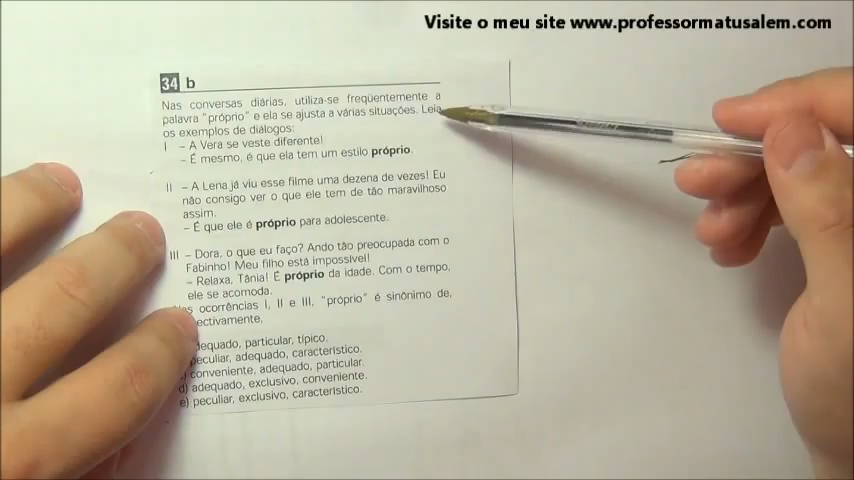 Visite o meu site www.professormatusalem.com
34 b
Nas conversas diárias, utiliza-se freqüentemente a
palavra "próprio" e ela se ajusta a várias situações. Leia
os exemplos de diálogos:
I – A Vera se veste diferente!
– É mesmo, é que ela tem um estilo próprio.
II – A Lena já viu esse filme uma dezena de vezes! Eu
não consigo ver o que ele tem de tão maravilhoso
assim.
– É que ele é próprio para adolescente.
III – Dora, o que eu faço? Ando tão preocupada com o
Fabinho! Meu filho está impossível!
– Relaxa, Tânia! É próprio da idade. Com o tempo,
ele se acomoda.
ocorrências I, II e III, "próprio" é sinônimo de,
particular, típico.
peculiar, adequado, característico.
conveniente, adequado, particular.
d) adequado, exclusivo, conveniente.
e) peculiar, exclusivo, característico.